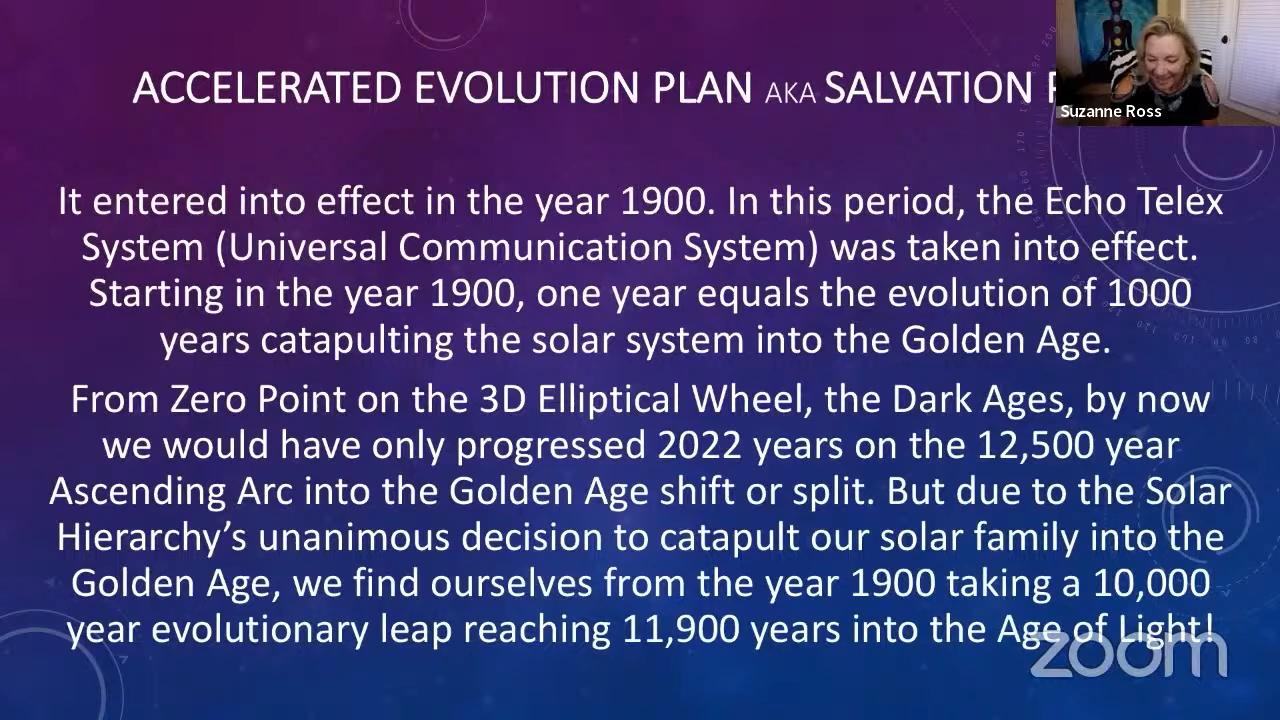 ACCELERATED EVOLUTION PLAN AKA SALVATION
Suzanne Ross
It entered into effect in the year 1900. In this period, the Echo Telex
System (Universal Communication System) was taken into effect.
Starting in the year 1900, one year equals the evolution of 1000
years catapulting the solar system into the Golden Age.
From Zero Point on the 3D Elliptical Wheel, the Dark Ages, by now
we would have only progressed 2022 years on the 12,500 year
Ascending Arc into the Golden Age shift or split. But due to the Solar
Hierarchy’s unanimous decision to catapult our solar family into the
Golden Age, we find ourselves from the year 1900 taking a 10,000
year evolutionary leap reaching 11,900 years into the Age of Light!
zoom